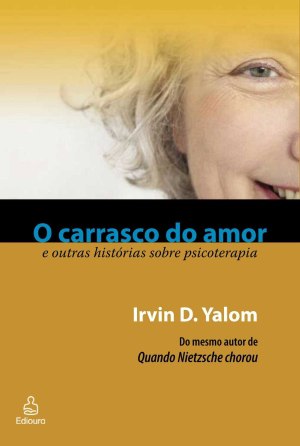 O carrasco do amor
e outras histórias sobre psicoterapia
Irvin D. Yalom
Do mesmo autor de
Quando Nietzsche chorou
Ediouro